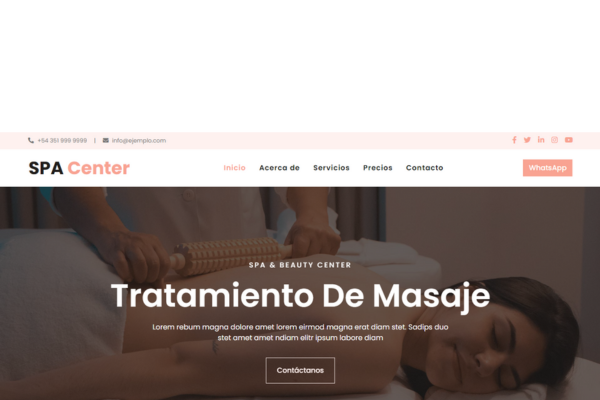 +54 351 999 9999 | info@ejemplo.com
SPA Center
Inicio Acerca de Servicios Precios Contacto
WhatsApp
SPA & BEAUTY CENTER
Tratamiento De Masaje
Lorem rebum magna dolore amet lorem eirmod magna erat diam stet. Sadips duo
stet amet amet ndiam elitr ipsum labore diam
Contáctanos